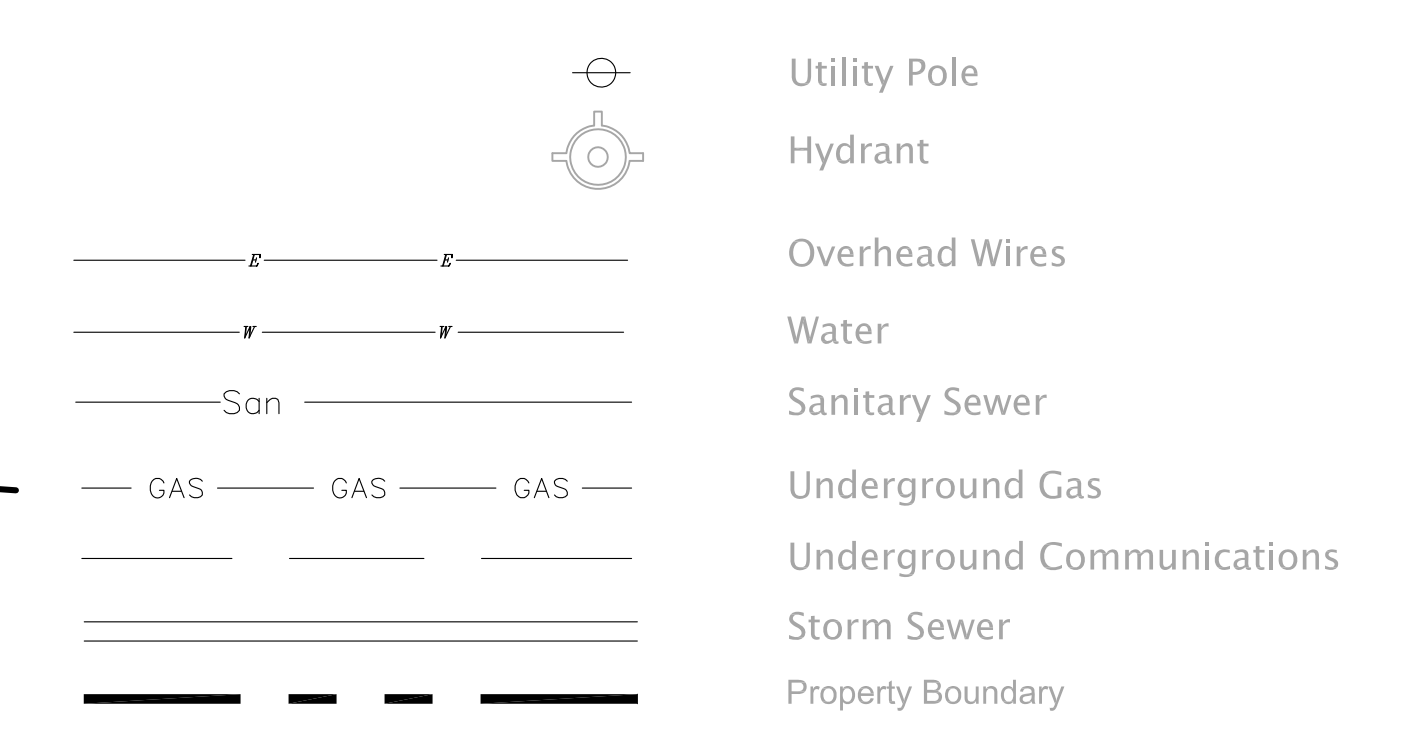 Utility Pole
Hydrant
E E Overhead Wires
W W Water
San Sanitary Sewer
GAS GAS GAS Underground Gas
Underground Communications
Storm Sewer
Property Boundary